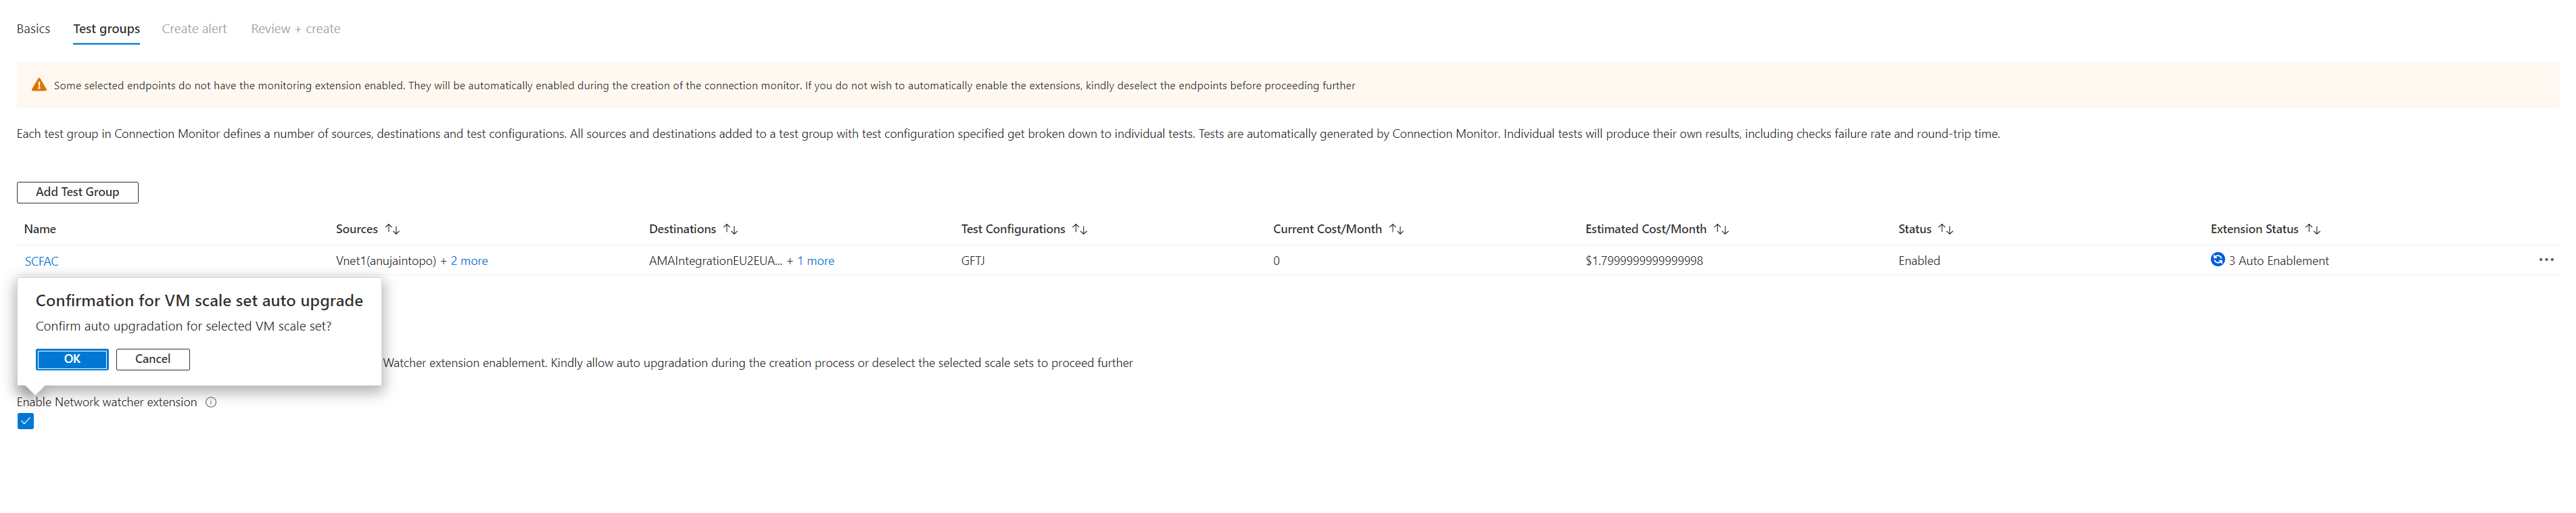 Basics Test groups Create alert Review + create
Some selected endpoints do not have the monitoring extension enabled. They will be automatically enabled during the creation of the connection monitor. If you do not wish to automatically enable the extensions, kindly deselect the endpoints before proceeding further
Each test group in Connection Monitor defines a number of sources, destinations and test configurations. All sources and destinations added to a test group with test configuration specified get broken down to individual tests. Tests are automatically generated by Connection Monitor. Individual tests will produce their own results, including checks failure rate and round-trip time.
Add Test Group
Name Sources ↑↓ Destinations ↑↓ Test Configurations ↑↓ Current Cost/Month ↑↓ Estimated Cost/Month ↑↓ Status ↑↓ Extension Status ↑↓
SCFAC Vnet1(anujaintopo) + 2 more AMAIntegrationEU2EUA... + 1 more GFTJ 0 $1.7999999999999998 Enabled 3 Auto Enablement ...
Confirmation for VM scale set auto upgrade
Confirm auto upgradation for selected VM scale set?
OK Cancel
Watcher extension enablement. Kindly allow auto upgradation during the creation process or deselect the selected scale sets to proceed further
Enable Network watcher extension